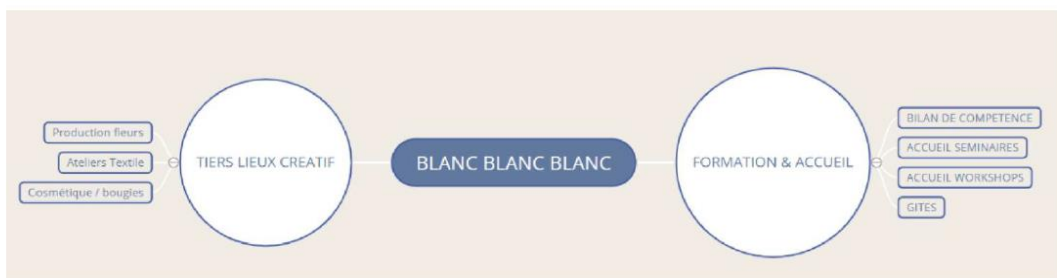 Production fleurs
Ateliers Textile
Cosmétique / bougies
TIERS LIEUX CREATIF
BLANC BLANC BLANC
FORMATION & ACCUEIL
BILAN DE COMPETENCE
ACCUEIL SEMINAIRES
ACCUEIL WORKSHOPS
GITES